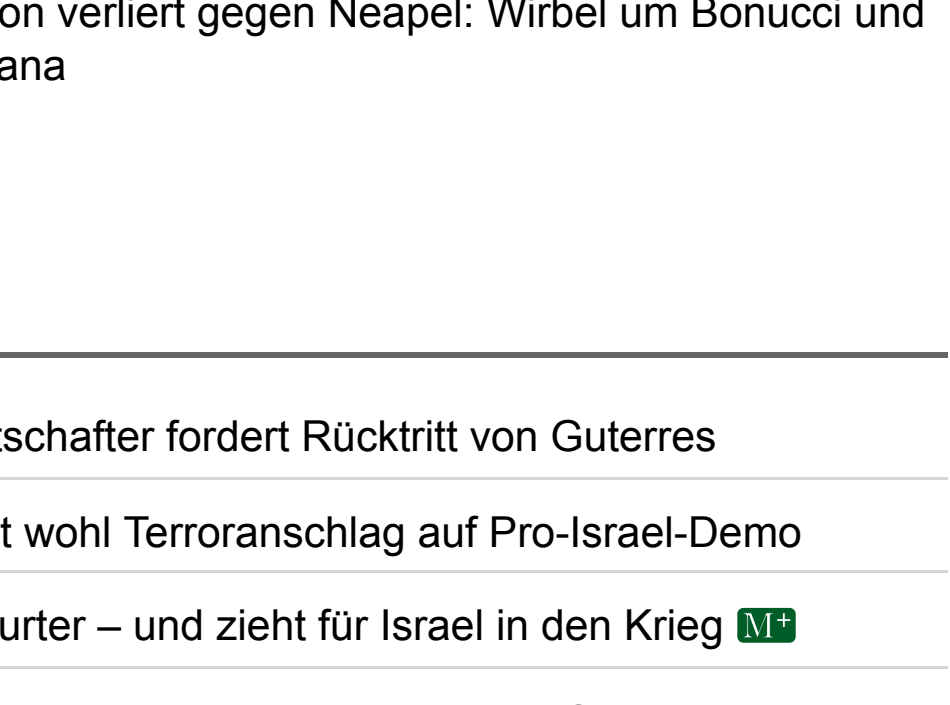 on verliert gegen Neapel: Wirbel um Bonucci und
ana
tschafter fordert Rücktritt von Guterres
t wohl Terroranschlag auf Pro-Israel-Demo
urter – und zieht für Israel in den Krieg M+